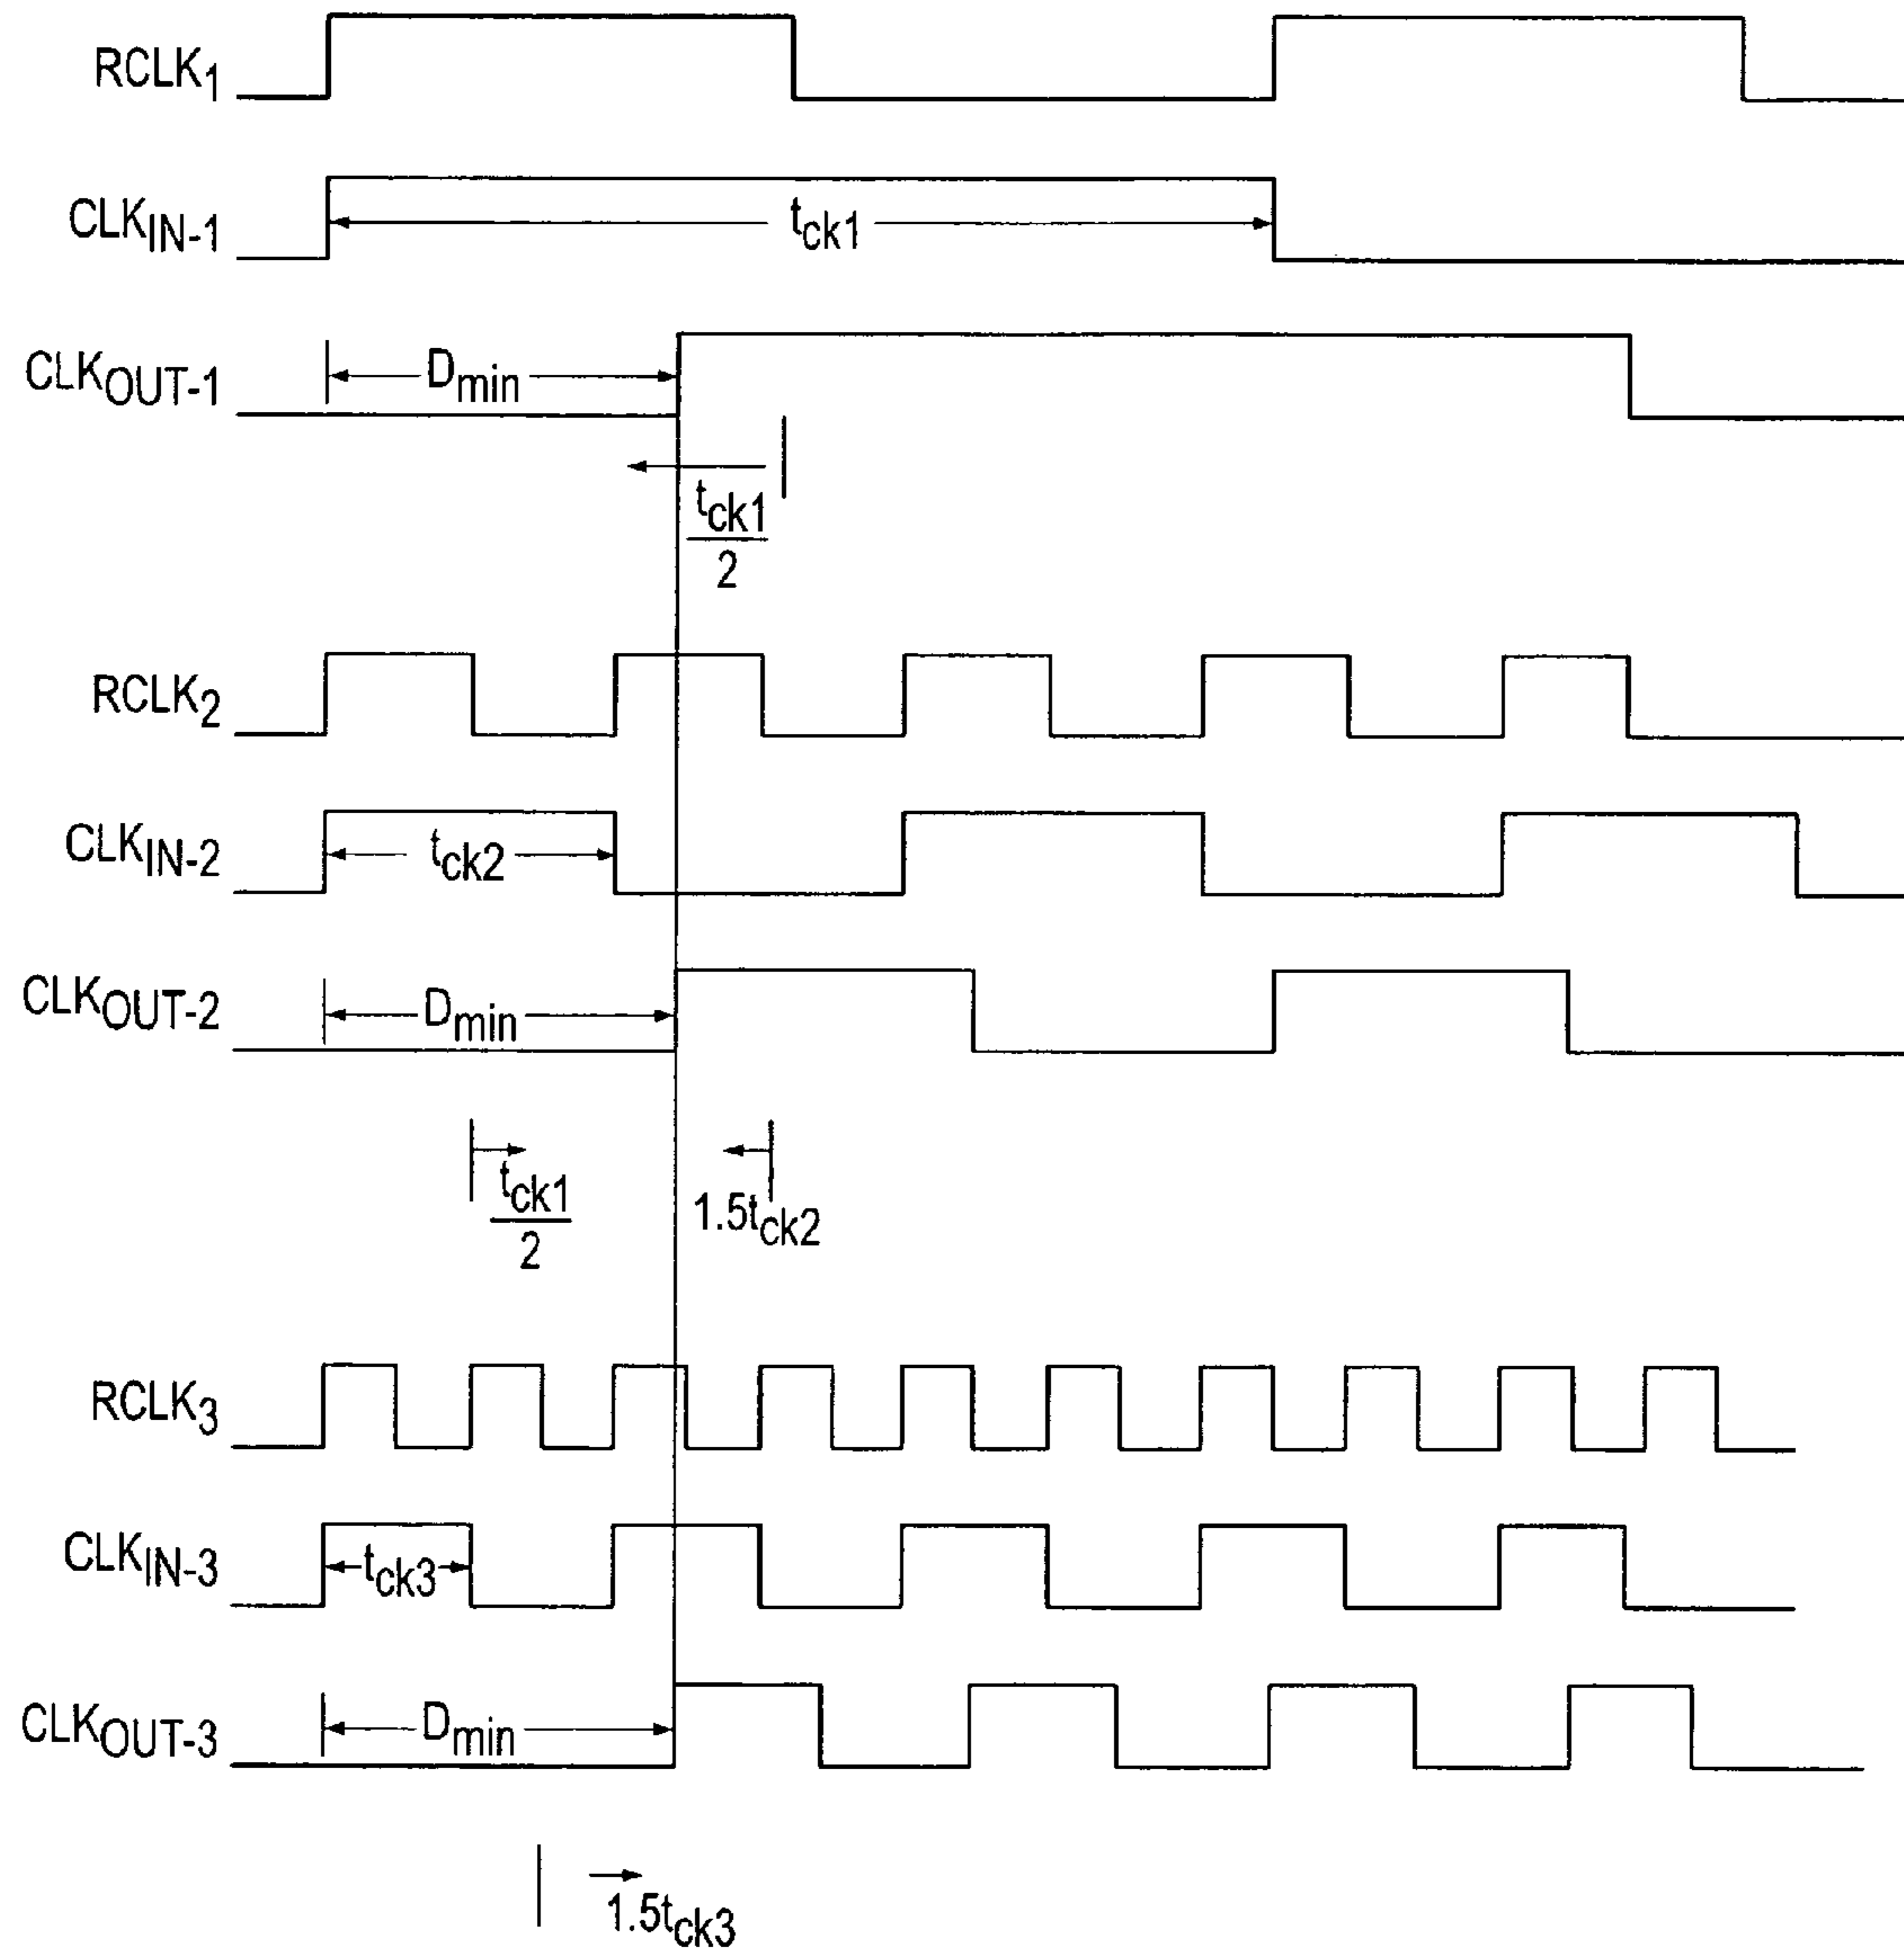 RCLK1
CLKIN-1
tck1
CLKOUT-1
Dmin
tck1
2
RCLK2
CLKIN-2
tck2
CLKOUT-2
Dmin
tck1
2
1.5tck2
RCLK3
CLKIN-3
tck3
CLKOUT-3
Dmin
1.5tck3